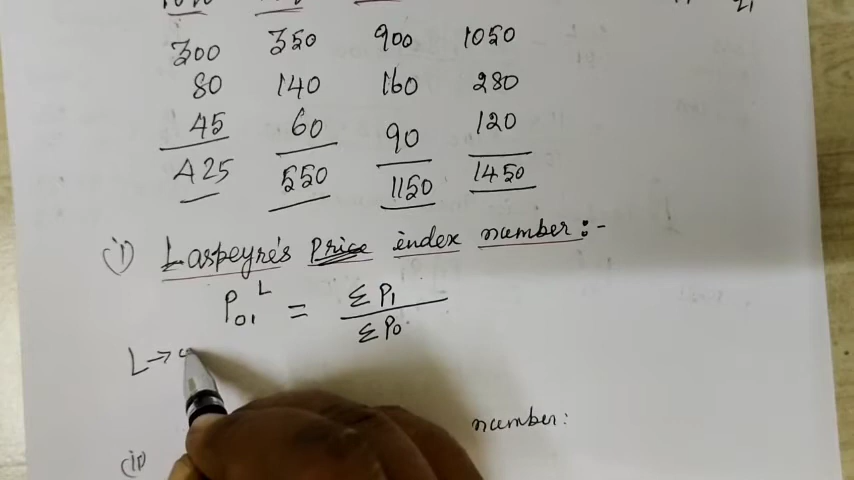 300 350 900 1050
80 140 160 280
45 60 90 120
425 550 1150 1450
(i) Laspeyre's Price index number:-
P01 L = ΣP1 / ΣP0
L →
number:
(ii)